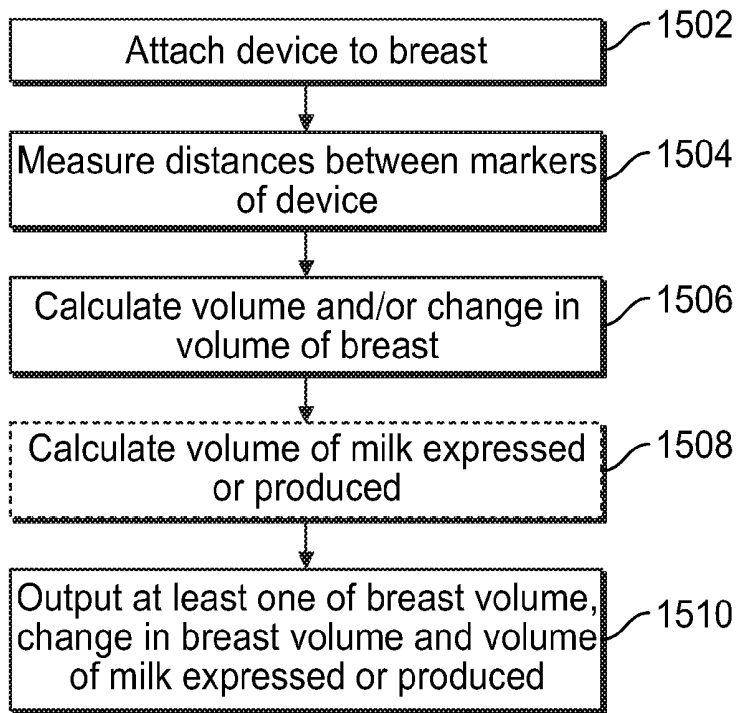 Attach device to breast
1502
Measure distances between markers
of device
1504
Calculate volume and/or change in
volume of breast
1506
Calculate volume of milk expressed
or produced
1508
Output at least one of breast volume,
change in breast volume and volume
of milk expressed or produced
1510